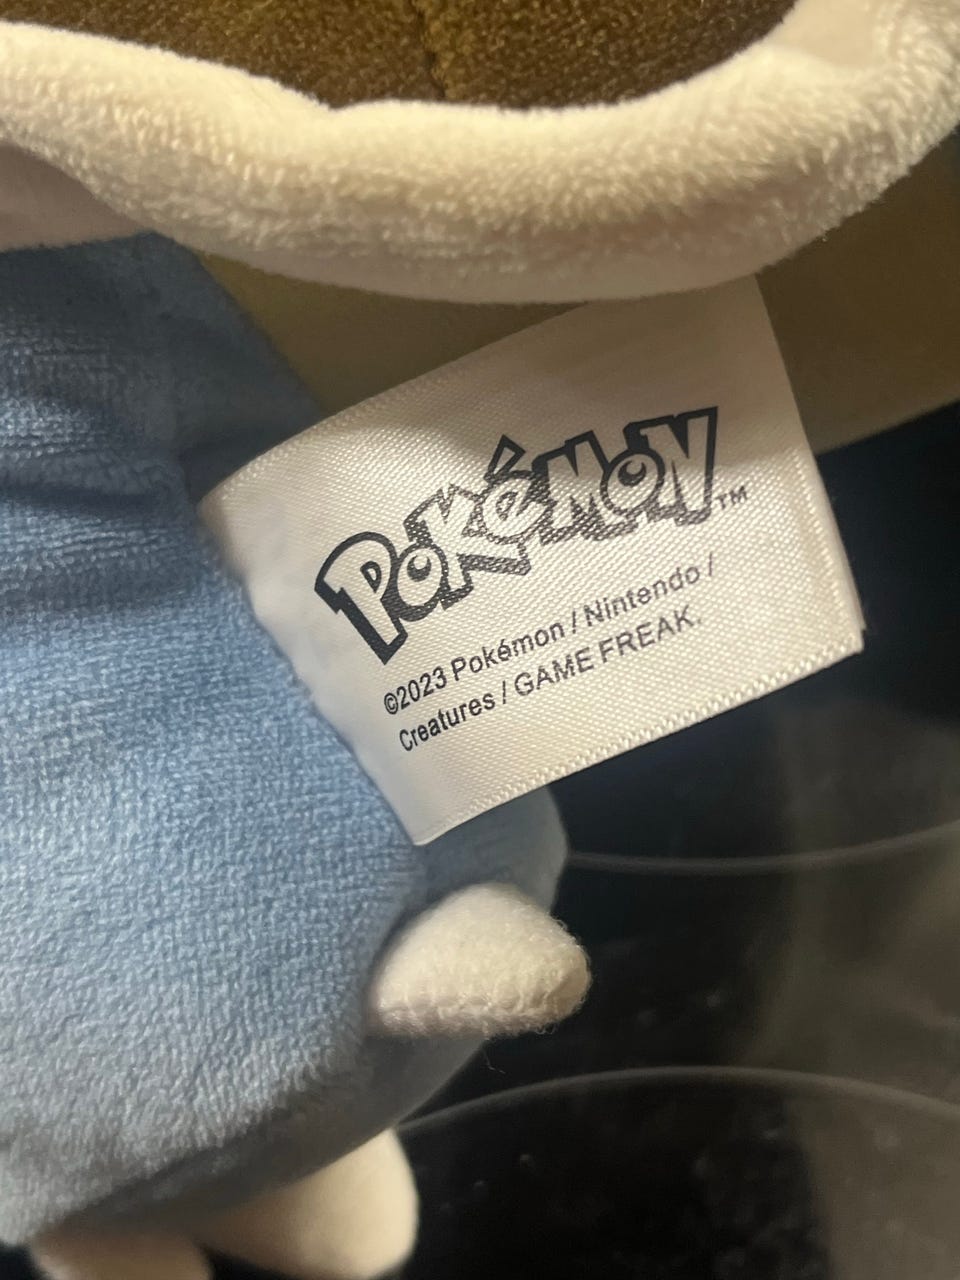 POKéMON™
©2023 Pokémon / Nintendo /
Creatures / GAME FREAK.